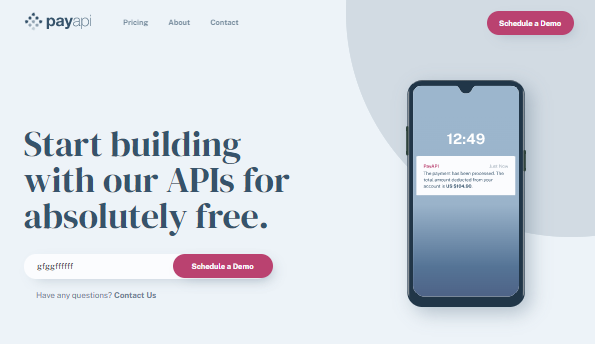 payapi
Pricing About Contact
Schedule a Demo
Start building
with our APIs for
absolutely free.
gfggffffff
Schedule a Demo
Have any questions? Contact Us
12:49
PayAPI Just Now
The payment has been processed. The
total amount deducted from your
account is US $104.00.